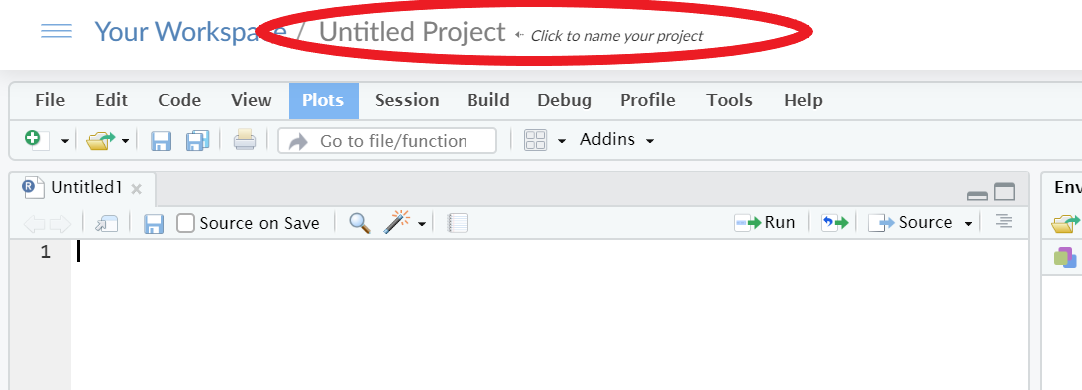 Your Workspace / Untitled Project ← Click to name your project
File Edit Code View Plots Session Build Debug Profile Tools Help
Go to file/function Addins
R Untitled1 ×
Env
Source on Save Run Source
1